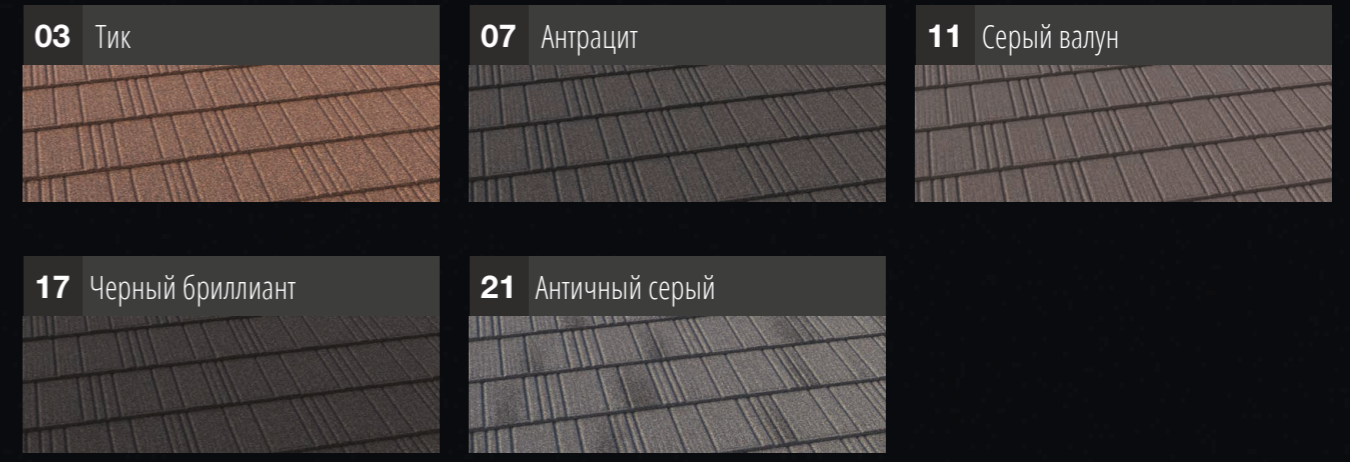 03 Тик
07 Антрацит
11 Серый валун
17 Черный бриллиант
21 Античный серый